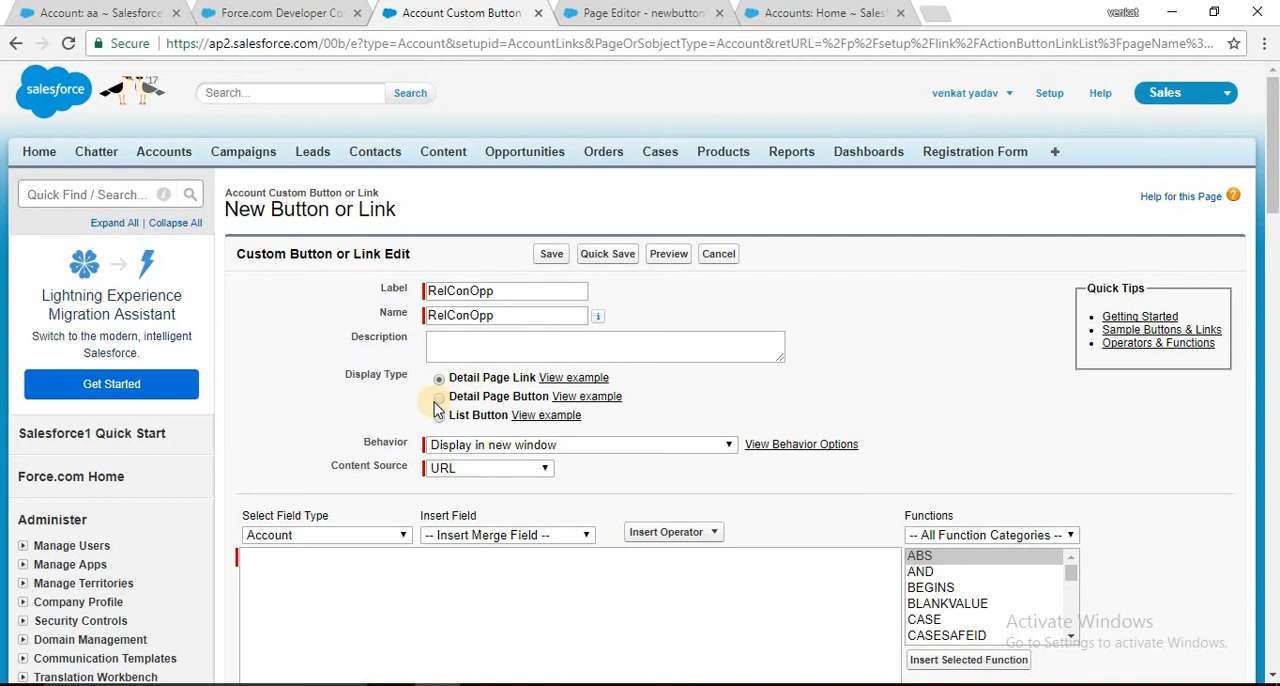 Account: aa ~ Salesforce
Force.com Developer Co
Account Custom Button
Page Editor - newbutton
Accounts: Home ~ Sales
venkat
Secure
https://ap2.salesforce.com/00b/e?type=Account&setupid=AccountLinks&PageOrSobjectType=Account&retURL=%2Fp%2Fsetup%2Flink%2FActionButtonLinkList%3FpageName%3...
salesforce
17
Search...
Search
venkat yadav
Setup
Help
Sales
Home
Chatter
Accounts
Campaigns
Leads
Contacts
Content
Opportunities
Orders
Cases
Products
Reports
Dashboards
Registration Form
+
Quick Find / Search...
Expand All | Collapse All
Lightning Experience
Migration Assistant
Switch to the modern, intelligent
Salesforce.
Get Started
Salesforce1 Quick Start
Force.com Home
Administer
Manage Users
Manage Apps
Manage Territories
Company Profile
Security Controls
Domain Management
Communication Templates
Translation Workbench
Account Custom Button or Link
New Button or Link
Help for this Page
Custom Button or Link Edit
Save
Quick Save
Preview
Cancel
Label
RelConOpp
Name
RelConOpp
Description
Display Type
Detail Page Link View example
Detail Page Button View example
List Button View example
Behavior
Display in new window
View Behavior Options
Content Source
URL
Quick Tips
Getting Started
Sample Buttons & Links
Operators & Functions
Select Field Type
Account
Insert Field
-- Insert Merge Field --
Insert Operator
Functions
-- All Function Categories --
ABS
AND
BEGINS
BLANKVALUE
CASE
CASESAFEID
Insert Selected Function
Activate Windows
Go to Settings to activate Windows.